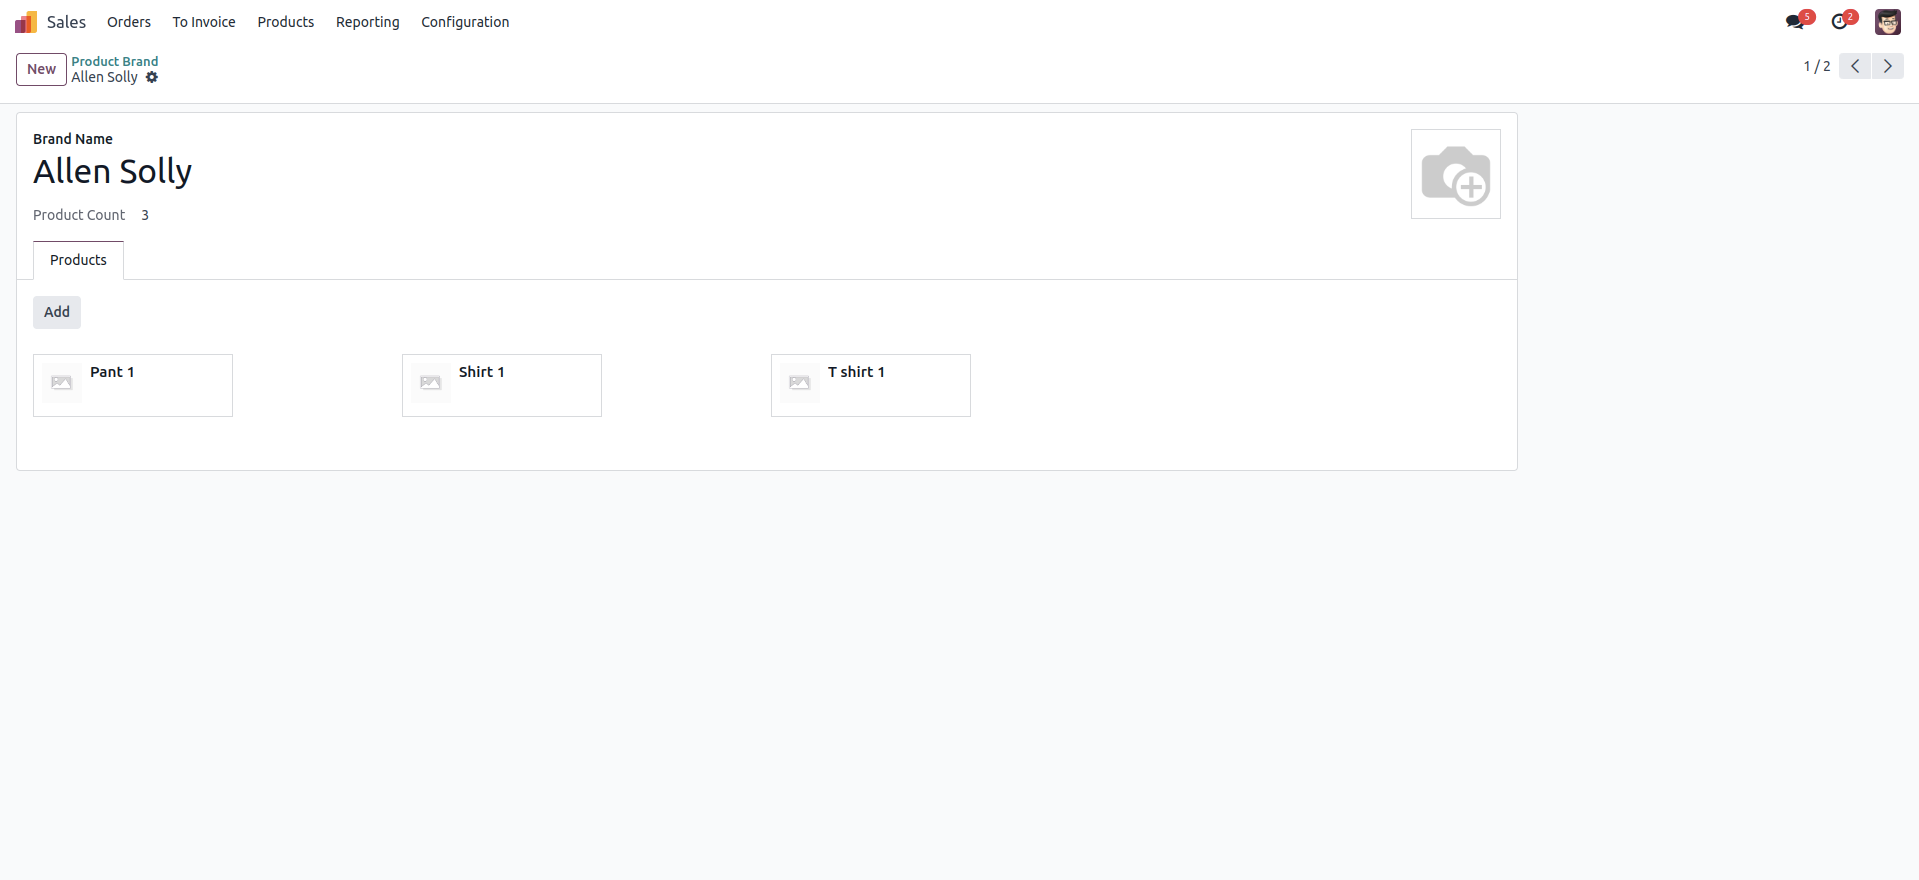 Sales Orders To Invoice Products Reporting Configuration 5 2
New
Product Brand
Allen Solly
1 / 2
Brand Name
Allen Solly
Product Count 3
Products
Add
Pant 1 Shirt 1 T shirt 1